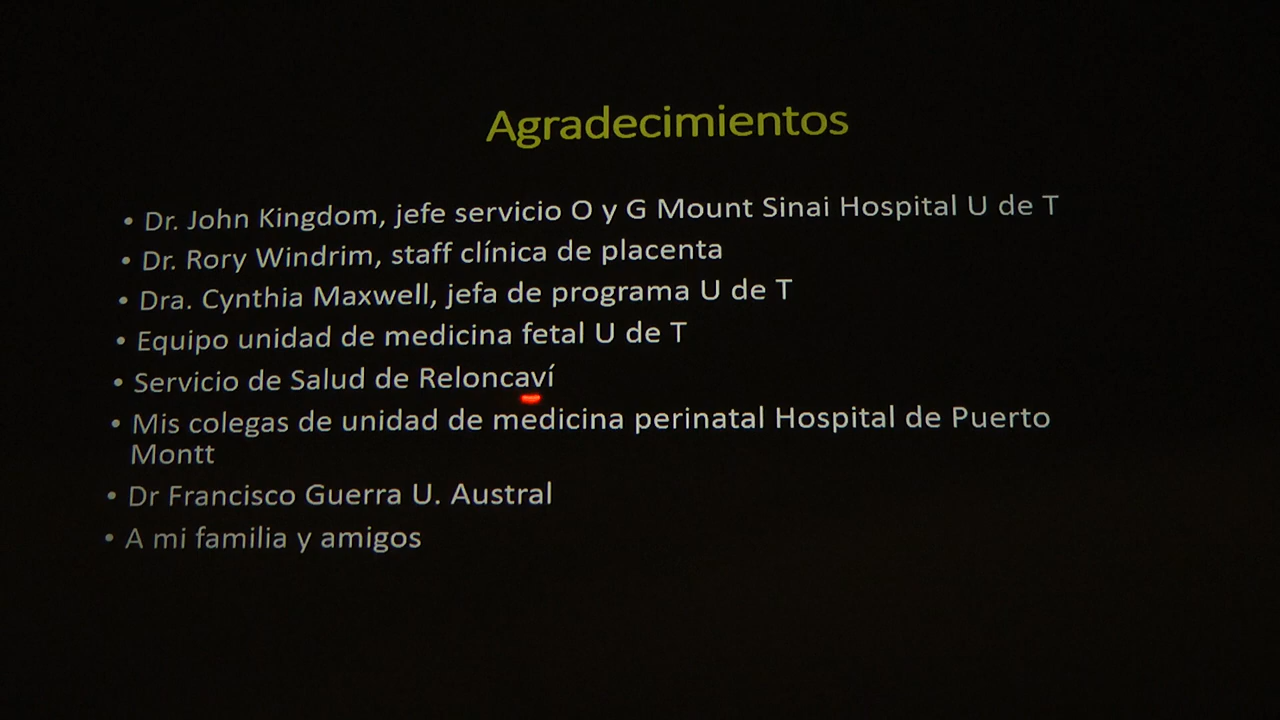 Agradecimientos
• Dr. John Kingdom, jefe servicio O y G Mount Sinai Hospital U de T
• Dr. Rory Windrim, staff clínica de placenta
• Dra. Cynthia Maxwell, jefa de programa U de T
• Equipo unidad de medicina fetal U de T
• Servicio de Salud de Reloncaví
• Mis colegas de unidad de medicina perinatal Hospital de Puerto
Montt
• Dr Francisco Guerra U. Austral
• A mi familia y amigos